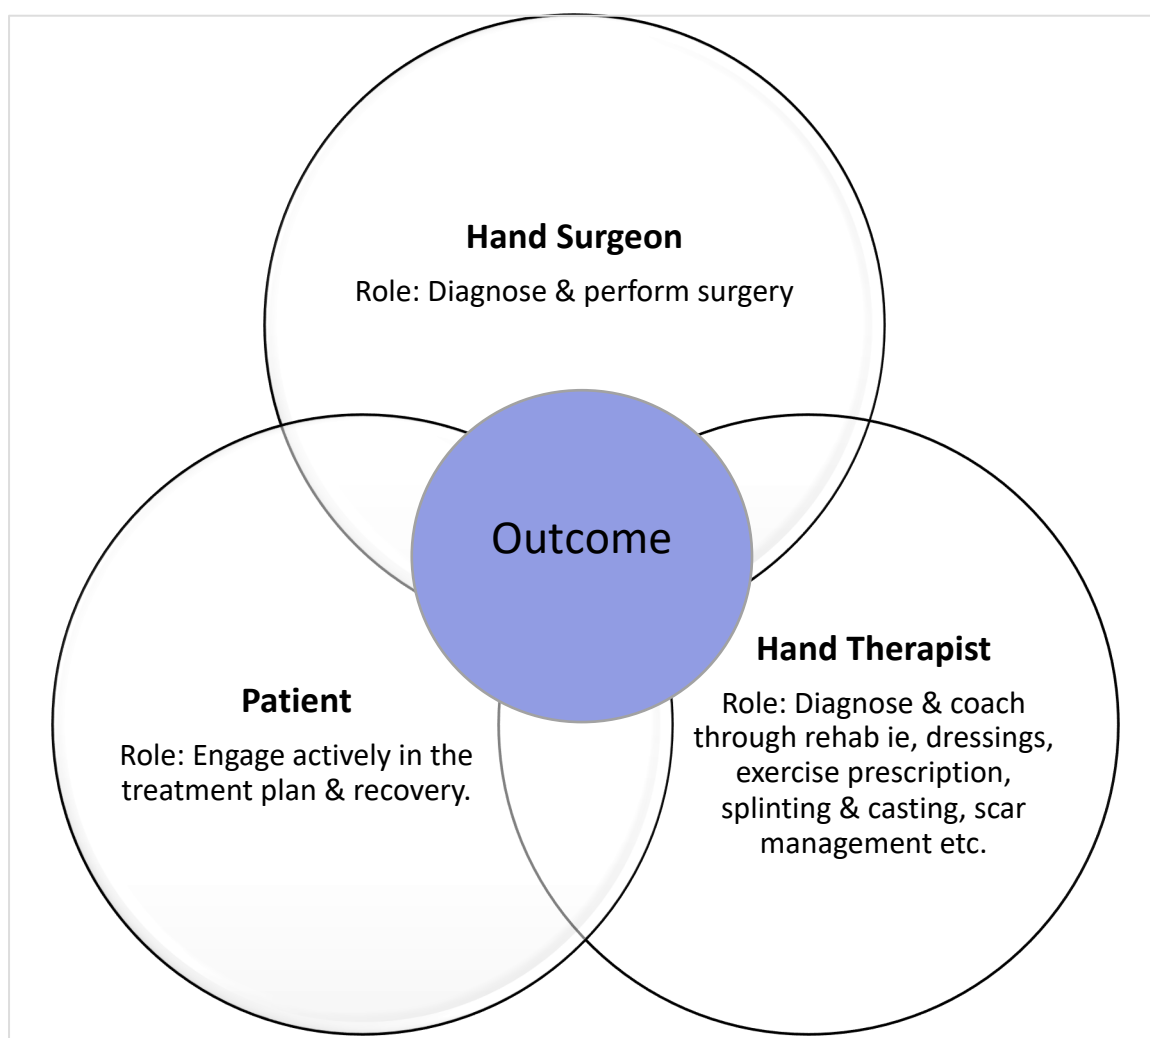 Hand Surgeon
Role: Diagnose & perform surgery
Outcome
Hand Therapist
Role: Diagnose & coach
through rehab ie, dressings,
exercise prescription,
splinting & casting, scar
management etc.
Patient
Role: Engage actively in the
treatment plan & recovery.